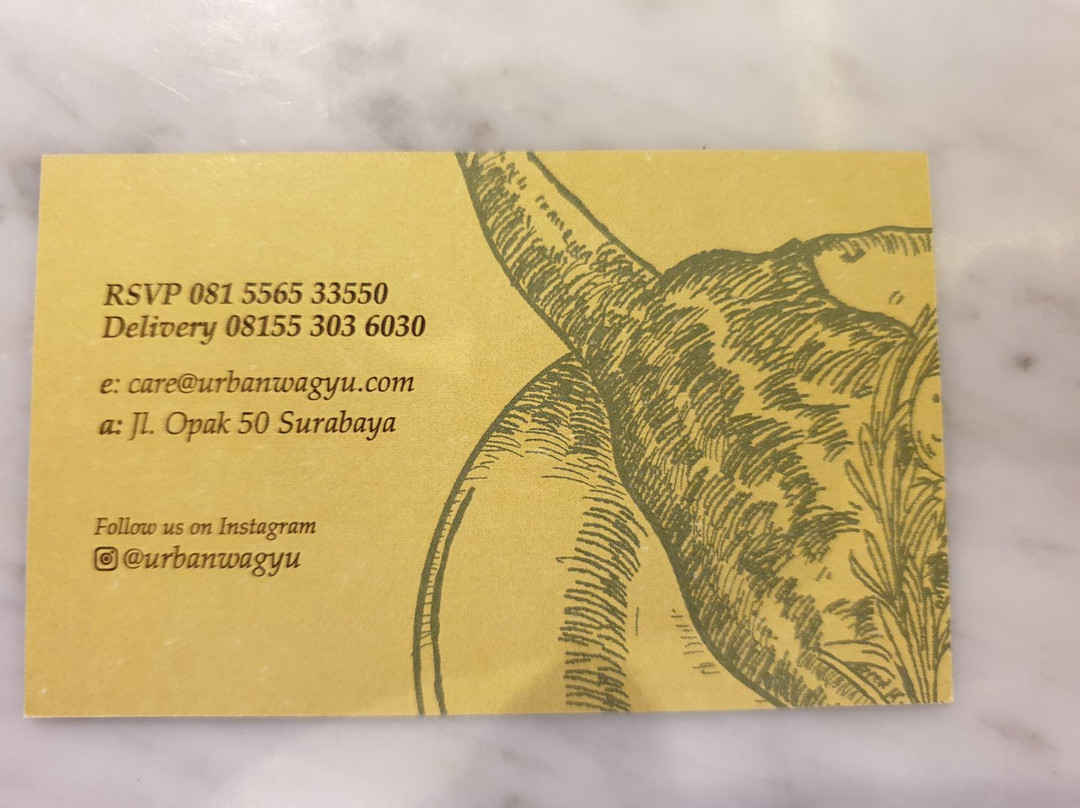 RSVP 081 5565 33550
Delivery 08155 303 6030
e: care@urbanwagyu.com
a: Jl. Opak 50 Surabaya
Follow us on Instagram
@urbanwagyu